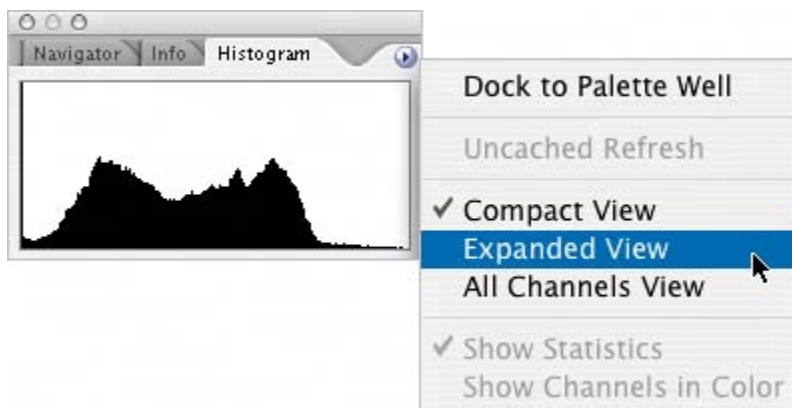 Navigator Info Histogram
Dock to Palette Well
Uncached Refresh
✓ Compact View
Expanded View
All Channels View
✓ Show Statistics
Show Channels in Color